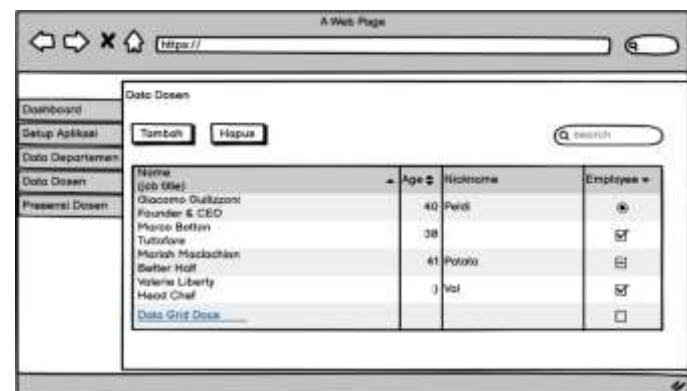 A Web Page
https://
Data Dosen
Dashboard
Setup Aplikasi
Data Departemen
Data Dosen
Presensi Dosen
Tambah
Hapus
search
Name
(job title)
Age
Nickname
Employee
Giacomo Guilizzoni
Founder & CEO
40
Peldi
Marco Botton
Tuttofare
38
Mariah Maclachlan
Better Half
41
Potato
Valerie Liberty
Head Chef
:)
Val
Data Grid Docs